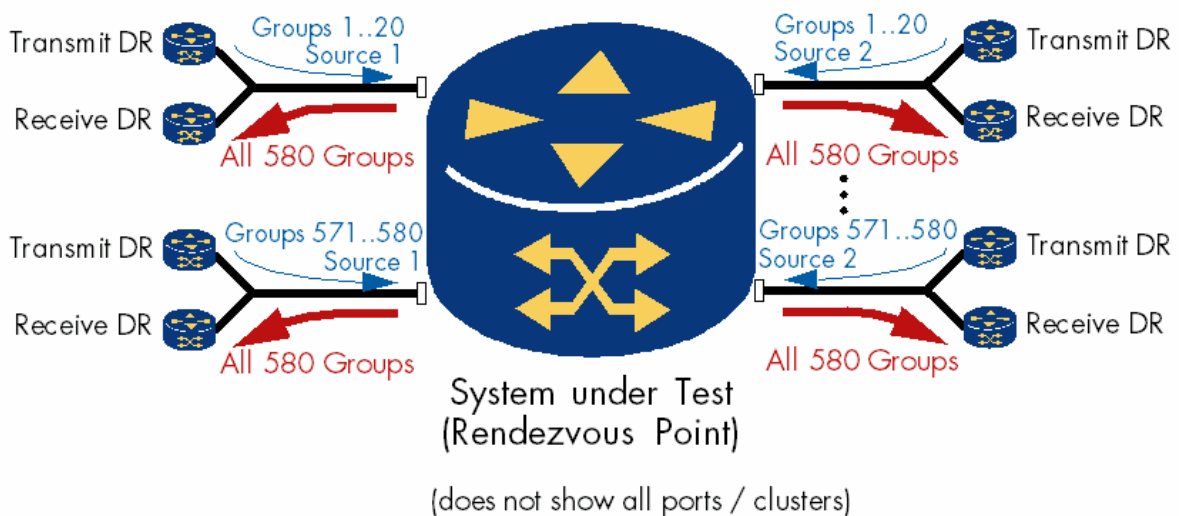 Transmit DR
Groups 1..20
Source 1
Receive DR
All 580 Groups
Groups 1..20
Source 2
Transmit DR
Receive DR
All 580 Groups
Transmit DR
Groups 571..580
Source 1
Receive DR
All 580 Groups
Groups 571..580
Source 2
Transmit DR
Receive DR
All 580 Groups
System under Test
(Rendezvous Point)
(does not show all ports / clusters)